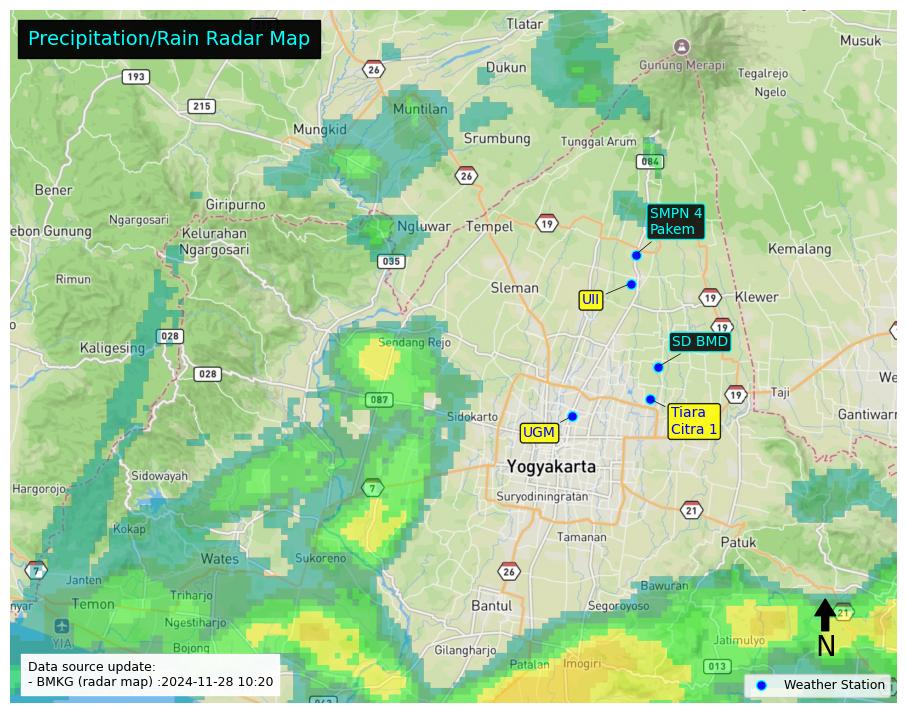 Precipitation/Rain Radar Map
Tlatar
Musuk
26
Dukun
Gunung Merapi
Tegalrejo
193
Ngelo
215
Muntilan
Mungkid
Srumbung
Tunggal Arum
084
26
Bener
Giripurno
SMPN 4
Pakem
Ngargosari
Ngluwar
Tempel
19
ebon Gunung
Kelurahan
Ngargosari
Kemalang
035
Rimun
Sleman
UII
19
Klewer
19
028
Sendang Rejo
SD BMD
Kaligesing
028
We
087
19
Taji
Sidokarto
Tiara
Citra 1
Gantiwarn
UGM
Yogyakarta
Sidowayah
Hargorojo
7
Suryodiningratan
21
Kokap
Tamanan
Patuk
Wates
Sukoreno
7
26
Janten
Bawuran
Temon
Triharjo
Bantul
Segoroyoso
nyar
21
Ngestiharjo
YIA
Jatimulyo
N
Bojong
Gilangharjo
Patalan
Imogiri
013
Data source update:
- BMKG (radar map) :2024-11-28 10:20
Weather Station